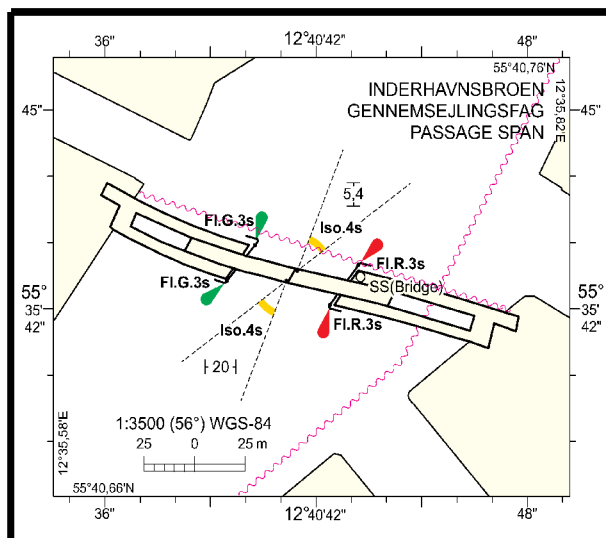 36" 12°40'42" 48"
55°40,76'N
45" INDERHAVNSBROEN 12°35,82'E 45"
GENNEMSEJLINGSFAG
PASSAGE SPAN
5,4
Fl.G.3s Iso.4s
Fl.R.3s
Fl.G.3s SS(Bridge)
55° 55°
35' 35'
42" Iso.4s Fl.R.3s 42"
20
1:3500 (56°) WGS-84
25 0 25 m
12°35,58'E
55°40,66'N
36" 12°40'42" 48"